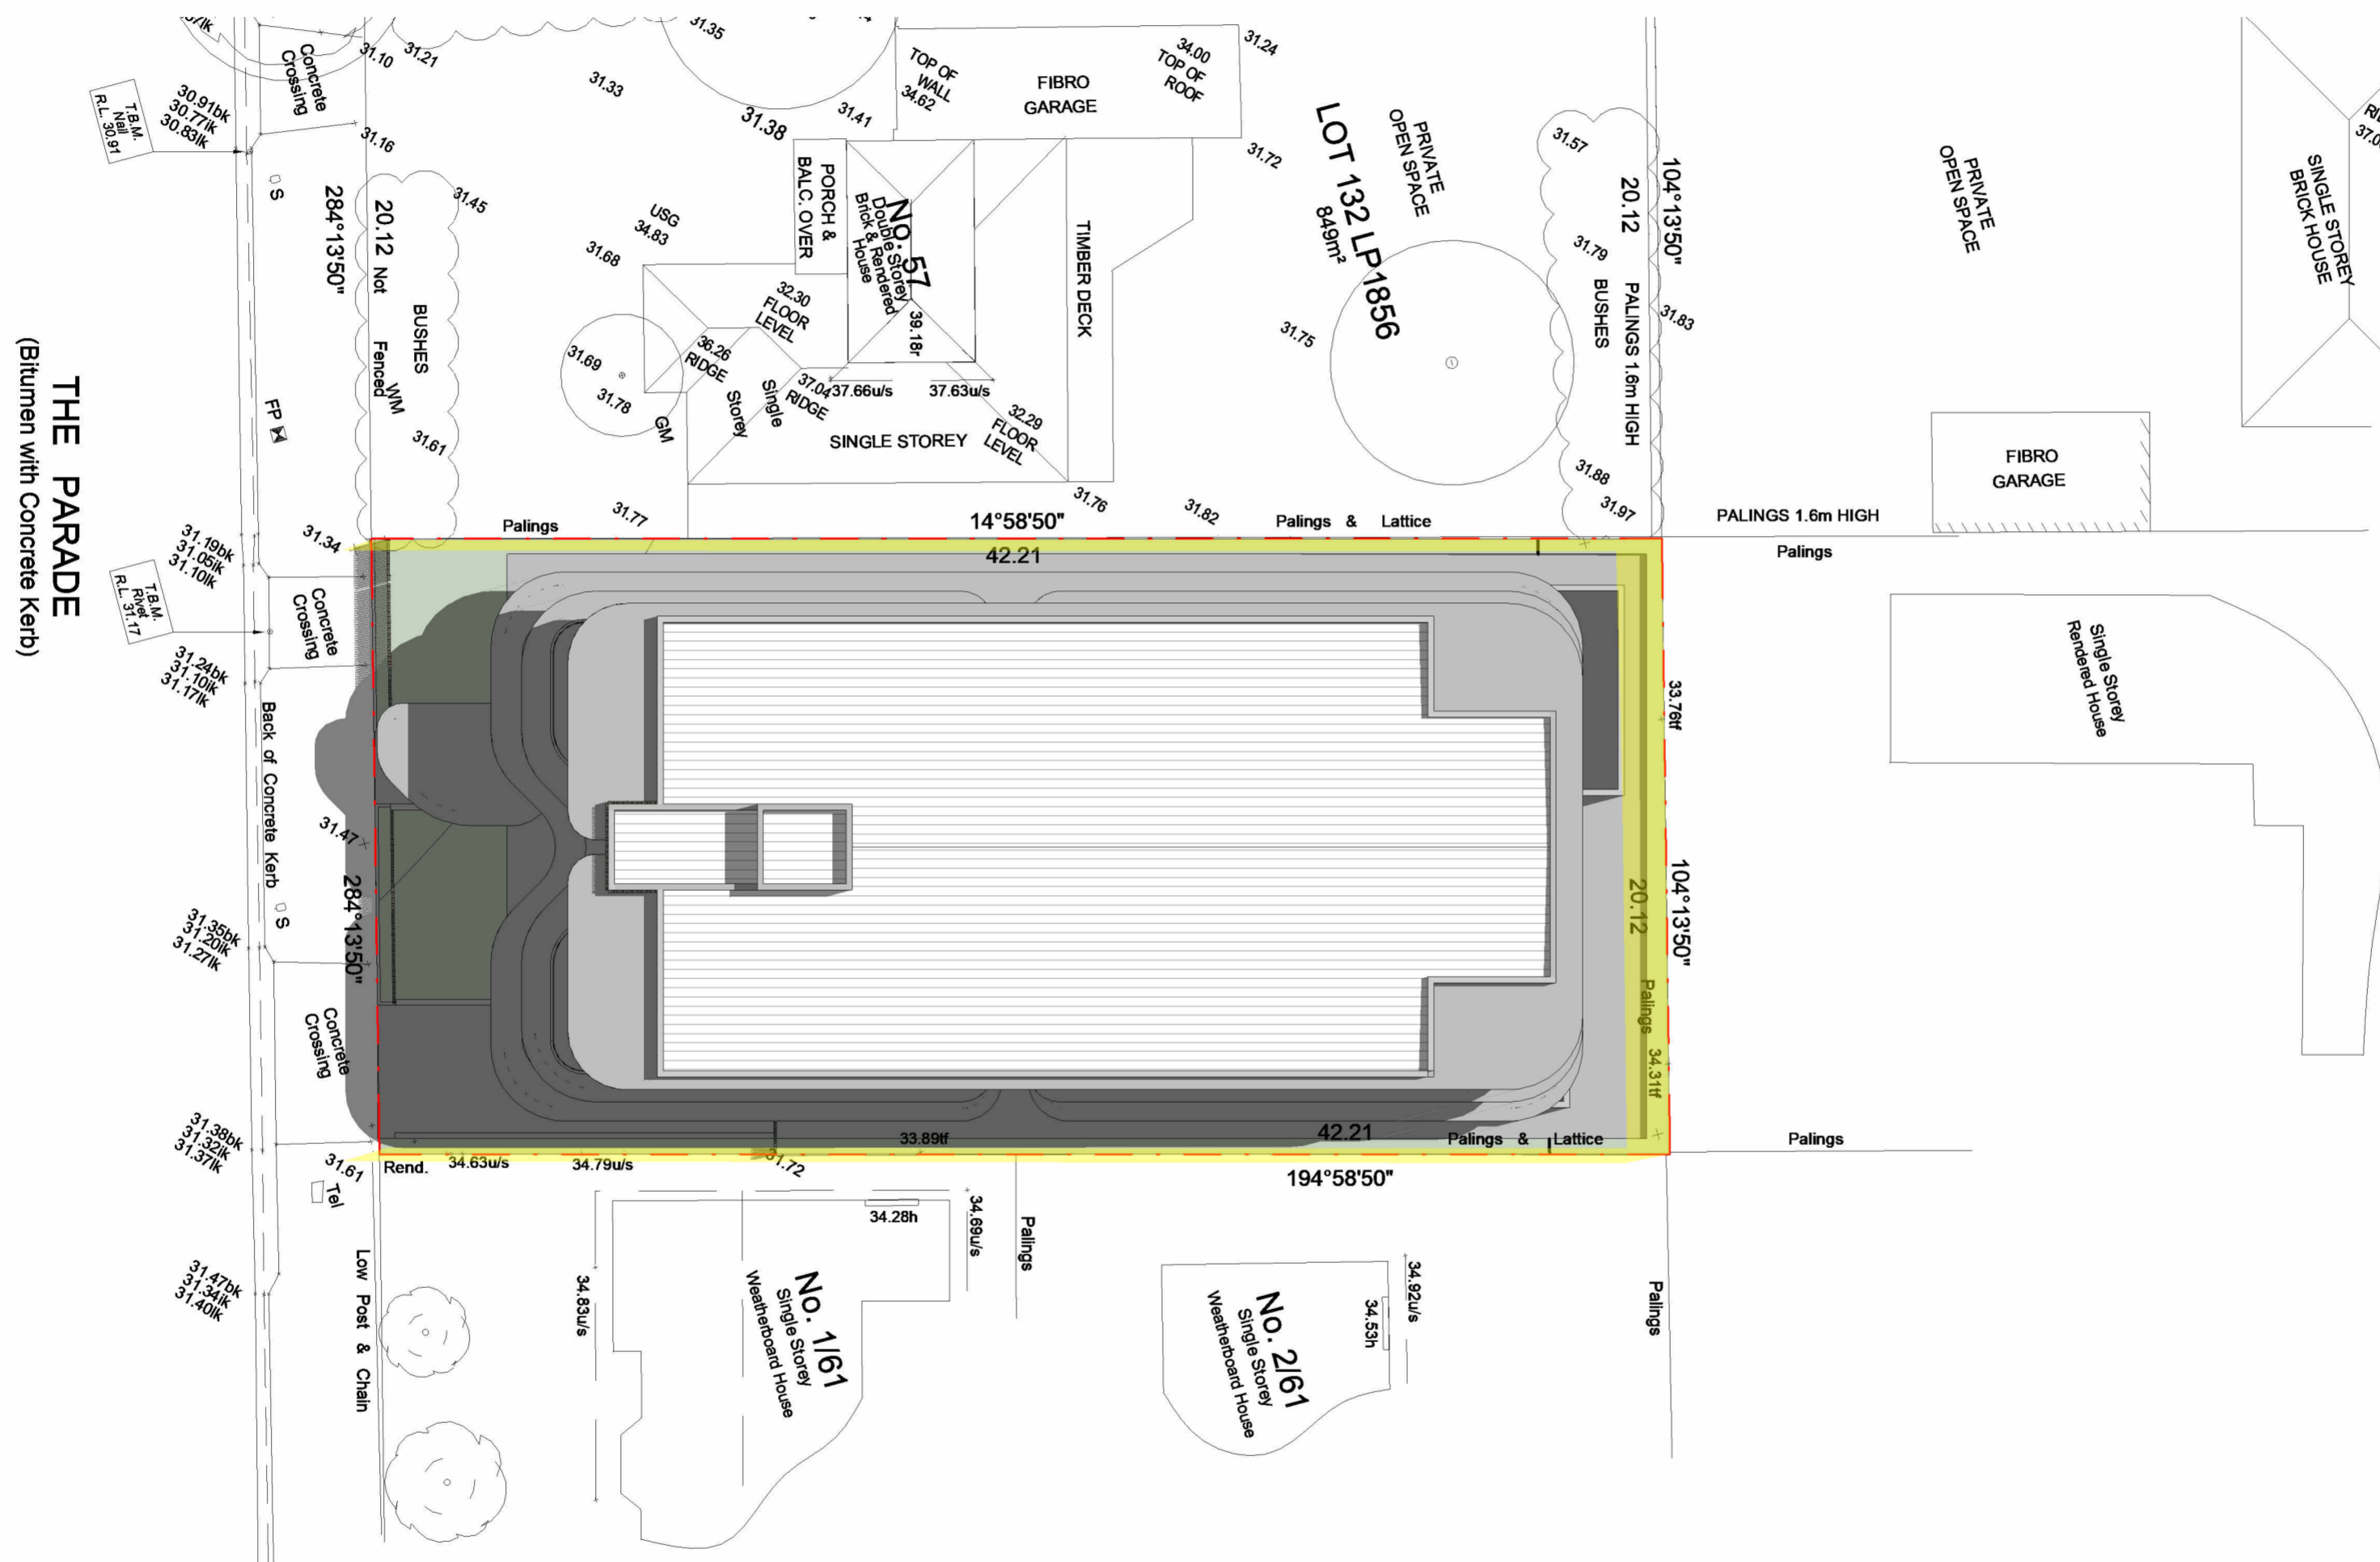 31.10
31.21
31.35
31.24
Concrete
Crossing
31.33
TOP OF
WALL
34.62
FIBRO
GARAGE
34.00
TOP OF
ROOF
T.B.M.
Nail
R.L. 30.91
30.91bk
30.77ik
30.83lk
31.16
31.38
31.41
31.72
LOT 132 LP1856
849m²
PRIVATE
OPEN SPACE
31.57
104°13'50"
20.12
PALINGS 1.6m HIGH
BUSHES
31.79
31.83
PRIVATE
OPEN SPACE
SINGLE STOREY
BRICK HOUSE
S
284°13'50"
20.12
Not Fenced
31.45
BUSHES
WM
31.61
USG
34.83
31.68
PORCH &
BALC. OVER
No. 57
Double Storey
Brick & Rendered
House
39.18r
TIMBER DECK
32.30
FLOOR
LEVEL
36.26
RIDGE
37.04
RIDGE
Single
Storey
37.66u/s
37.63u/s
31.69
31.78
GM
SINGLE STOREY
32.29
FLOOR
LEVEL
31.75
31.88
31.97
FIBRO
GARAGE
FP
THE PARADE
(Bitumen with Concrete Kerb)
31.19bk
31.05ik
31.10lk
31.34
Palings
31.77
14°58'50"
31.76
31.82
Palings & Lattice
PALINGS 1.6m HIGH
Palings
42.21
T.B.M.
Rivet
R.L. 31.17
Concrete
Crossing
31.24bk
31.10ik
31.17lk
Single Storey
Rendered House
33.76tf
Back of Concrete Kerb
31.47
284°13'50"
S
104°13'50"
20.12
Palings
34.31tf
31.35bk
31.20ik
31.27lk
Concrete
Crossing
31.38bk
31.32ik
31.37lk
31.61
Tel
Rend.
34.63u/s
34.79u/s
31.72
33.89tf
42.21
Palings & Lattice
Palings
194°58'50"
34.28h
34.69u/s
Palings
34.83u/s
No. 1/61
Single Storey
Weatherboard House
No. 2/61
Single Storey
Weatherboard House
34.53h
34.92u/s
Palings
Low Post & Chain
31.47bk
31.34ik
31.40lk